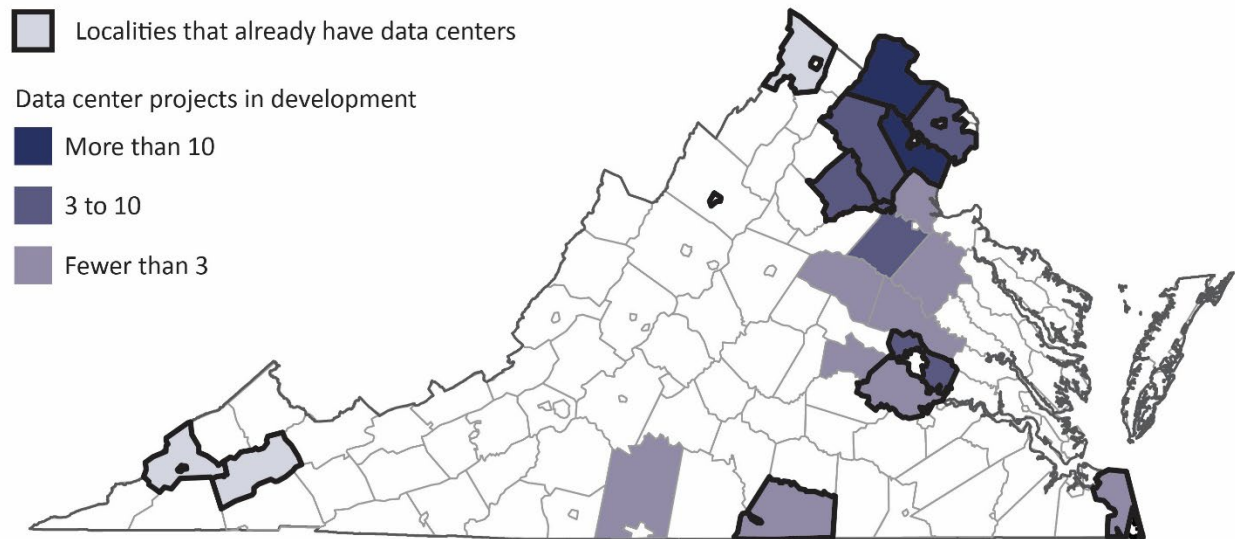 Localities that already have data centers
Data center projects in development
More than 10
3 to 10
Fewer than 3